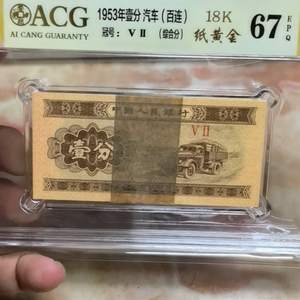 ACG
AI CANG GUARANTY
1953年壹分 汽车 (百连)
冠号: V II (综合分)
18K
纸黄金
67
EPQ
中国人民银行
壹分
V II